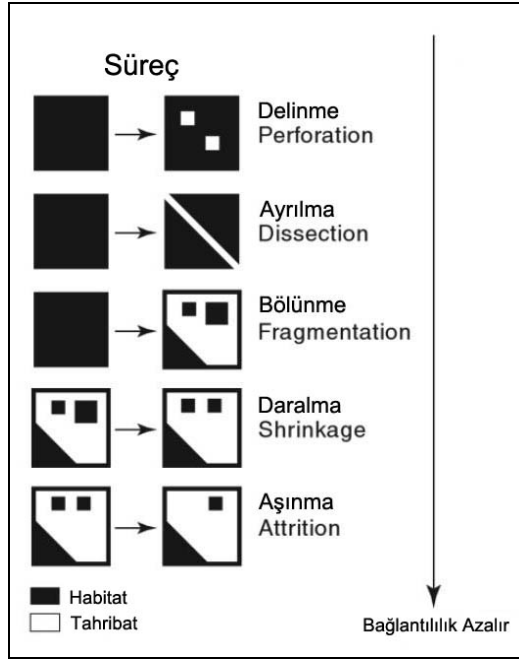 Süreç
Delinme
Perforation
Ayrılma
Dissection
Bölünme
Fragmentation
Daralma
Shrinkage
Aşınma
Attrition
Habitat
Tahribat
Bağlantılılık Azalır